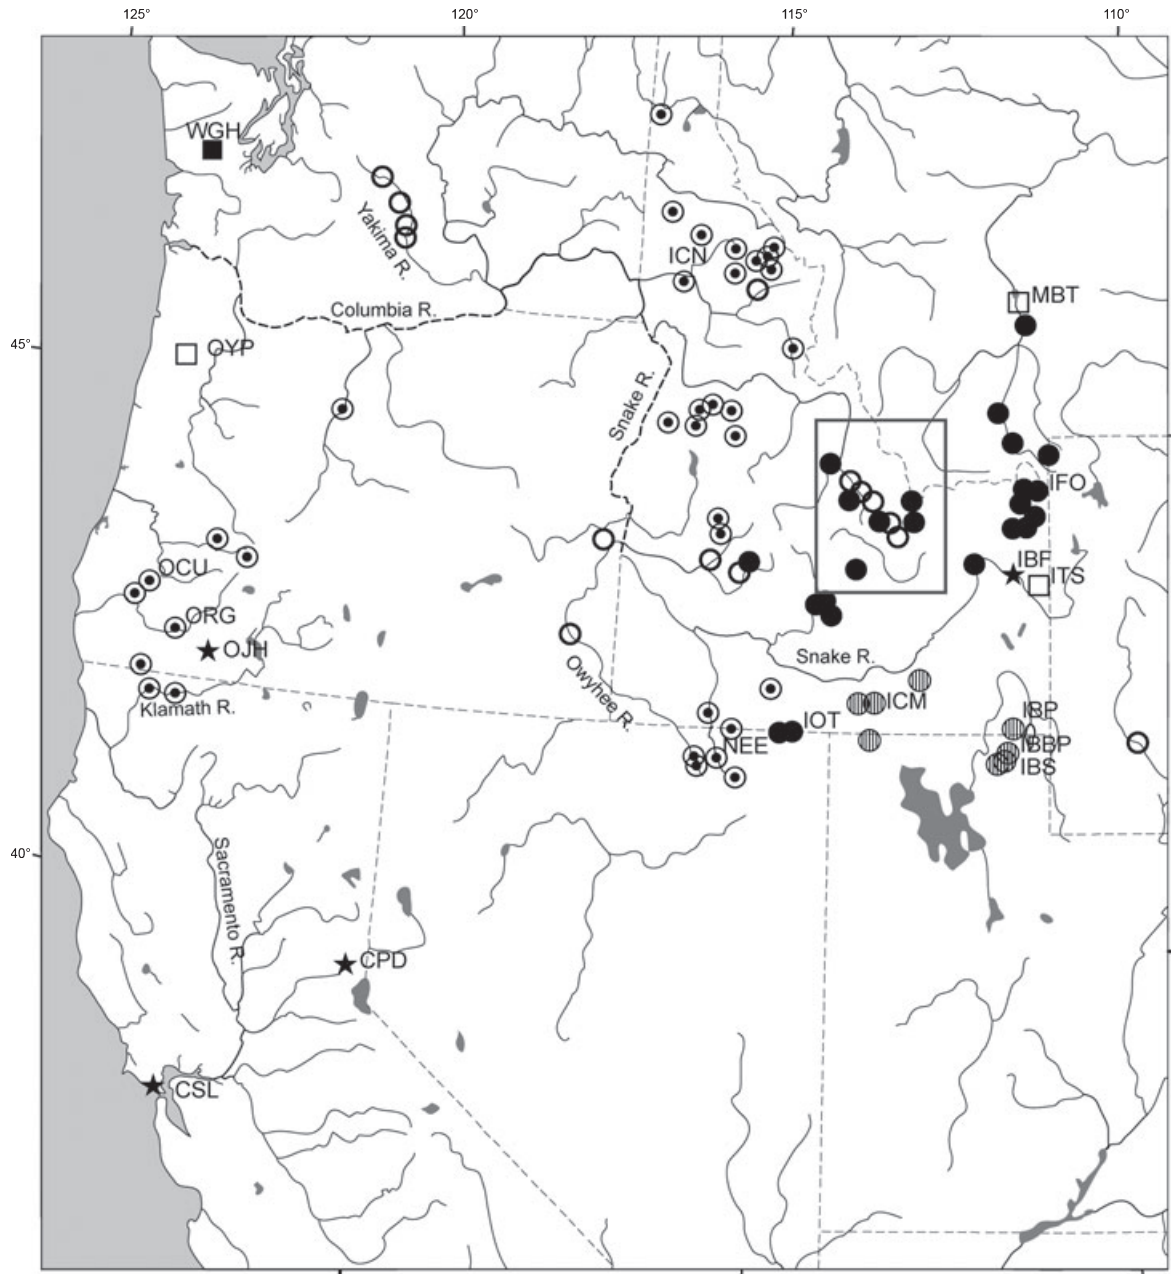 125°
120°
115°
110°
WGH
Yakima R.
ICN
MBT
Columbia R.
45°
OYP
Snake R.
IFO
IBF
OCU
ITS
ORG
OJH
Snake R.
Owyhee R.
ICM
Klamath R.
IBP
IOT
NEE
IBBP
IBS
40°
Sacramento R.
CPD
CSL